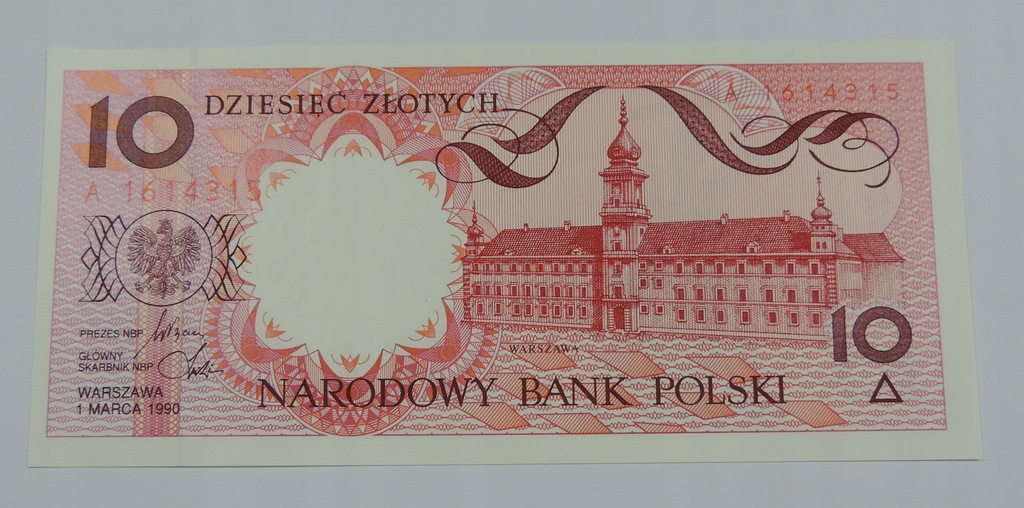 10
DZIESIĘĆ ZŁOTYCH
A 1614315
A 1614315
PREZES NBP
GŁÓWNY
SKARBNIK NBP
WARSZAWA
1 MARCA 1990
WARSZAWA
10
NARODOWY BANK POLSKI